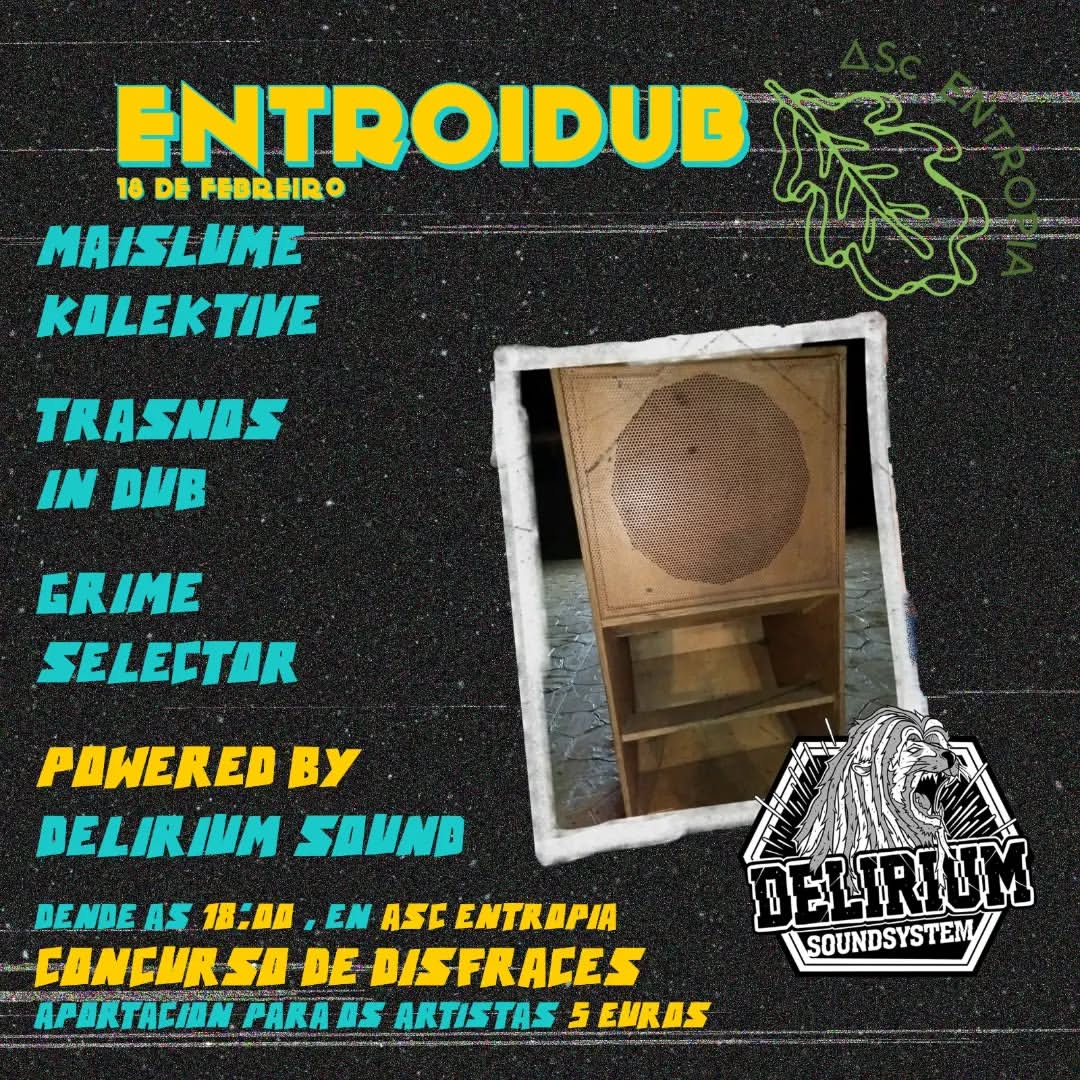 ENTROIDUB
18 DE FEBREIRO
ASC ENTROPIA
MAISLUME
KOLEKTIVE
TRASNOS
IN DUB
GRIME
SELECTOR
POWERED BY
DELIRIUM SOUND
DELIRIUM
SOUNDSYSTEM
DENDE AS 18:00 , EN ASC ENTROPIA
CONCURSO DE DISFRACES
APORTACION PARA OS ARTISTAS 5 EUROS